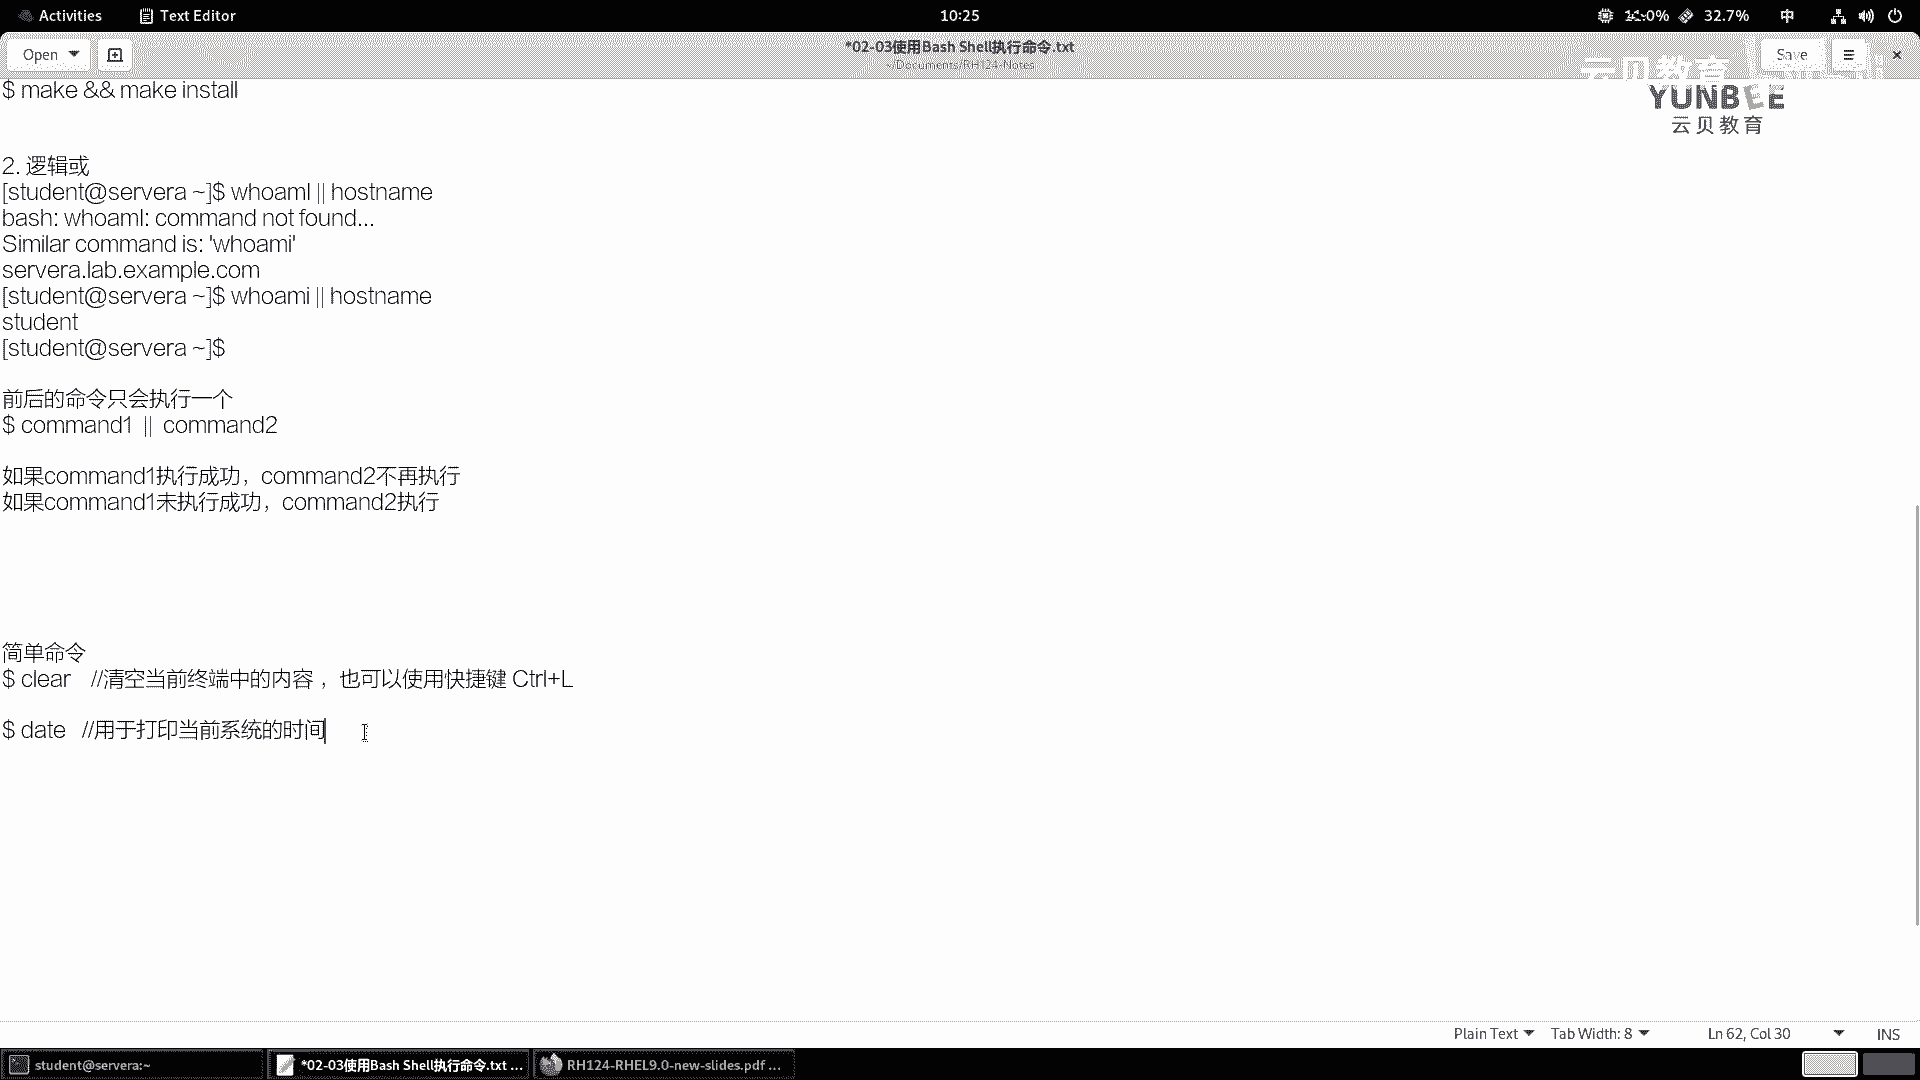 Activities
Text Editor
10:25
32.7%
中
Open
*02-03使用Bash Shell执行命令.txt
~/Documents/RH124-Notes
Save
云贝教育
YUNBEE
云贝教育
$ make && make install
2. 逻辑或
[student@servera ~]$ whoaml || hostname
bash: whoaml: command not found...
Similar command is: 'whoami'
servera.lab.example.com
[student@servera ~]$ whoami || hostname
student
[student@servera ~]$
前后的命令只会执行一个
$ command1 || command2
如果command1执行成功，command2不再执行
如果command1未执行成功，command2执行
简单命令
$ clear //清空当前终端中的内容 ，也可以使用快捷键 Ctrl+L
$ date //用于打印当前系统的时间
Plain Text
Tab Width: 8
Ln 62, Col 30
INS
student@servera:~
*02-03使用Bash Shell执行命令.txt ...
RH124-RHEL9.0-new-slides.pdf ...